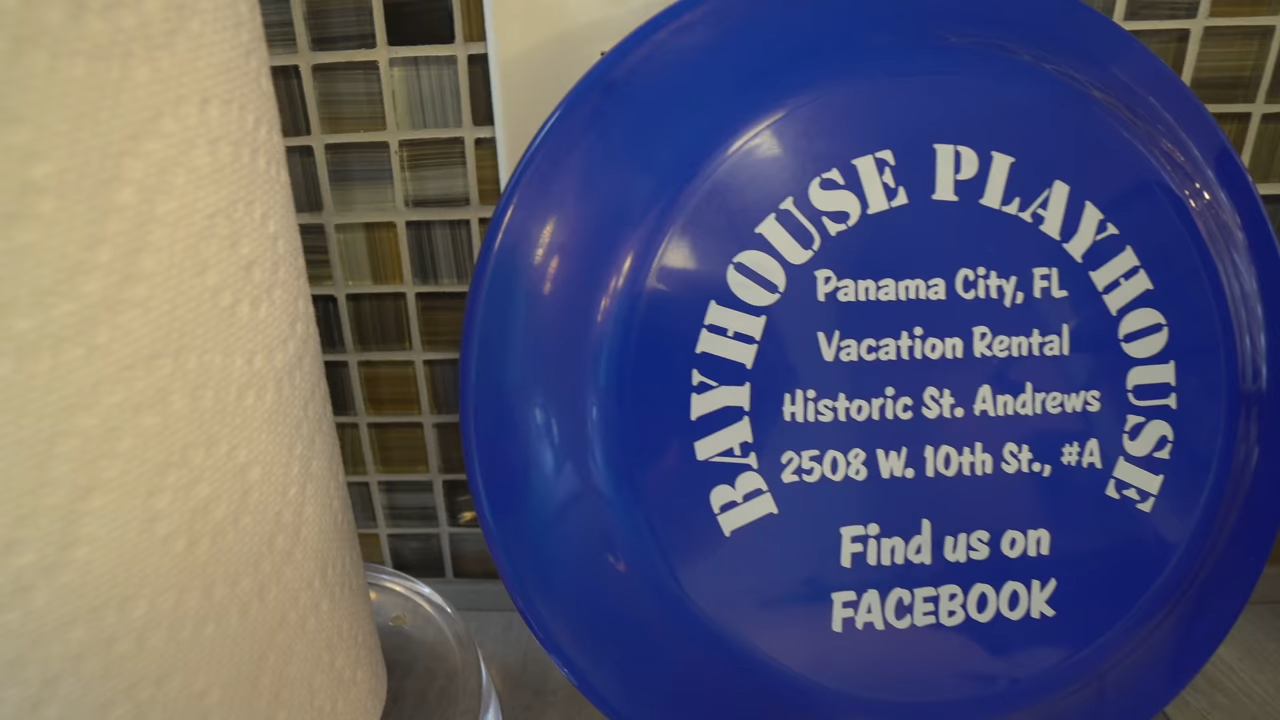 BAYHOUSE PLAYHOUSE
Panama City, FL
Vacation Rental
Historic St. Andrews
2508 W. 10th St., #A
Find us on
FACEBOOK